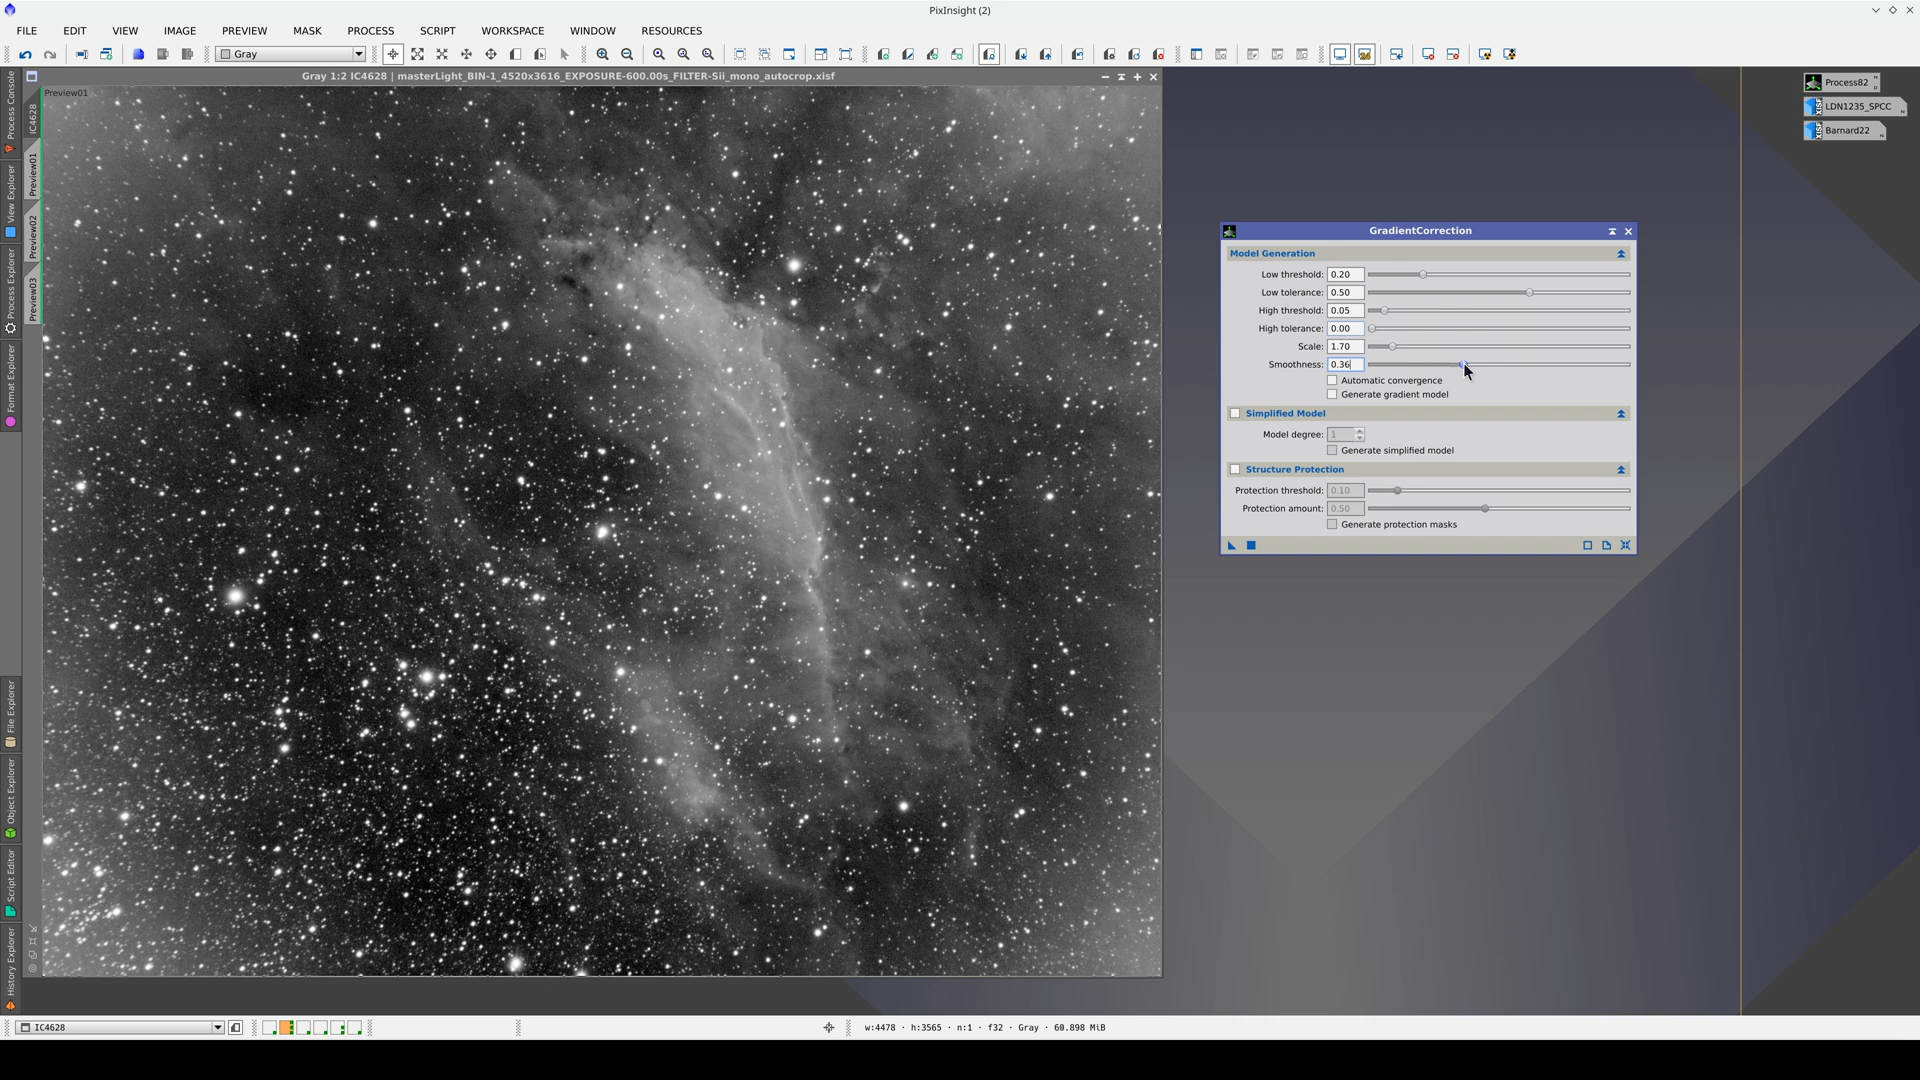 PixInsight (2)
FILE EDIT VIEW IMAGE PREVIEW MASK PROCESS SCRIPT WORKSPACE WINDOW RESOURCES
Gray
Gray 1:2 IC4628 | masterLight_BIN-1_4520x3616_EXPOSURE-600.00s_FILTER-Sii_mono_autocrop.xisf
Preview01
Process Console
View Explorer
Process Explorer
Format Explorer
File Explorer
Object Explorer
Script Editor
History Explorer
IC4628
Preview01
Preview02
Preview03
Process82
LDN1235_SPCC
Barnard22
GradientCorrection
Model Generation
Low threshold: 0.20
Low tolerance: 0.50
High threshold: 0.05
High tolerance: 0.00
Scale: 1.70
Smoothness: 0.36
Automatic convergence
Generate gradient model
Simplified Model
Model degree: 1
Generate simplified model
Structure Protection
Protection threshold: 0.10
Protection amount: 0.50
Generate protection masks
IC4628
w:4478 · h:3565 · n:1 · f32 · Gray · 60.898 MiB